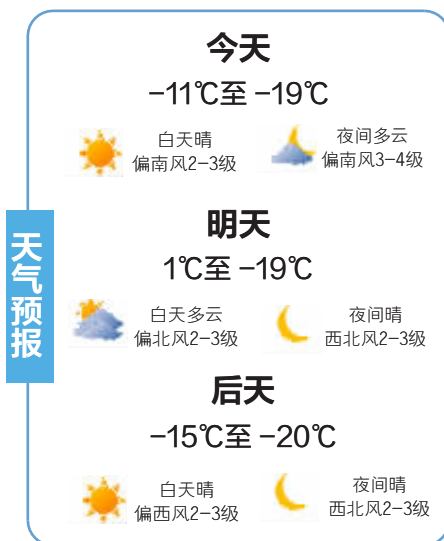 天气预报
今天
-11℃至 -19℃
白天晴
偏南风2-3级
夜间多云
偏南风3-4级
明天
1℃至 -19℃
白天多云
偏北风2-3级
夜间晴
西北风2-3级
后天
-15℃至 -20℃
白天晴
偏西风2-3级
夜间晴
西北风2-3级